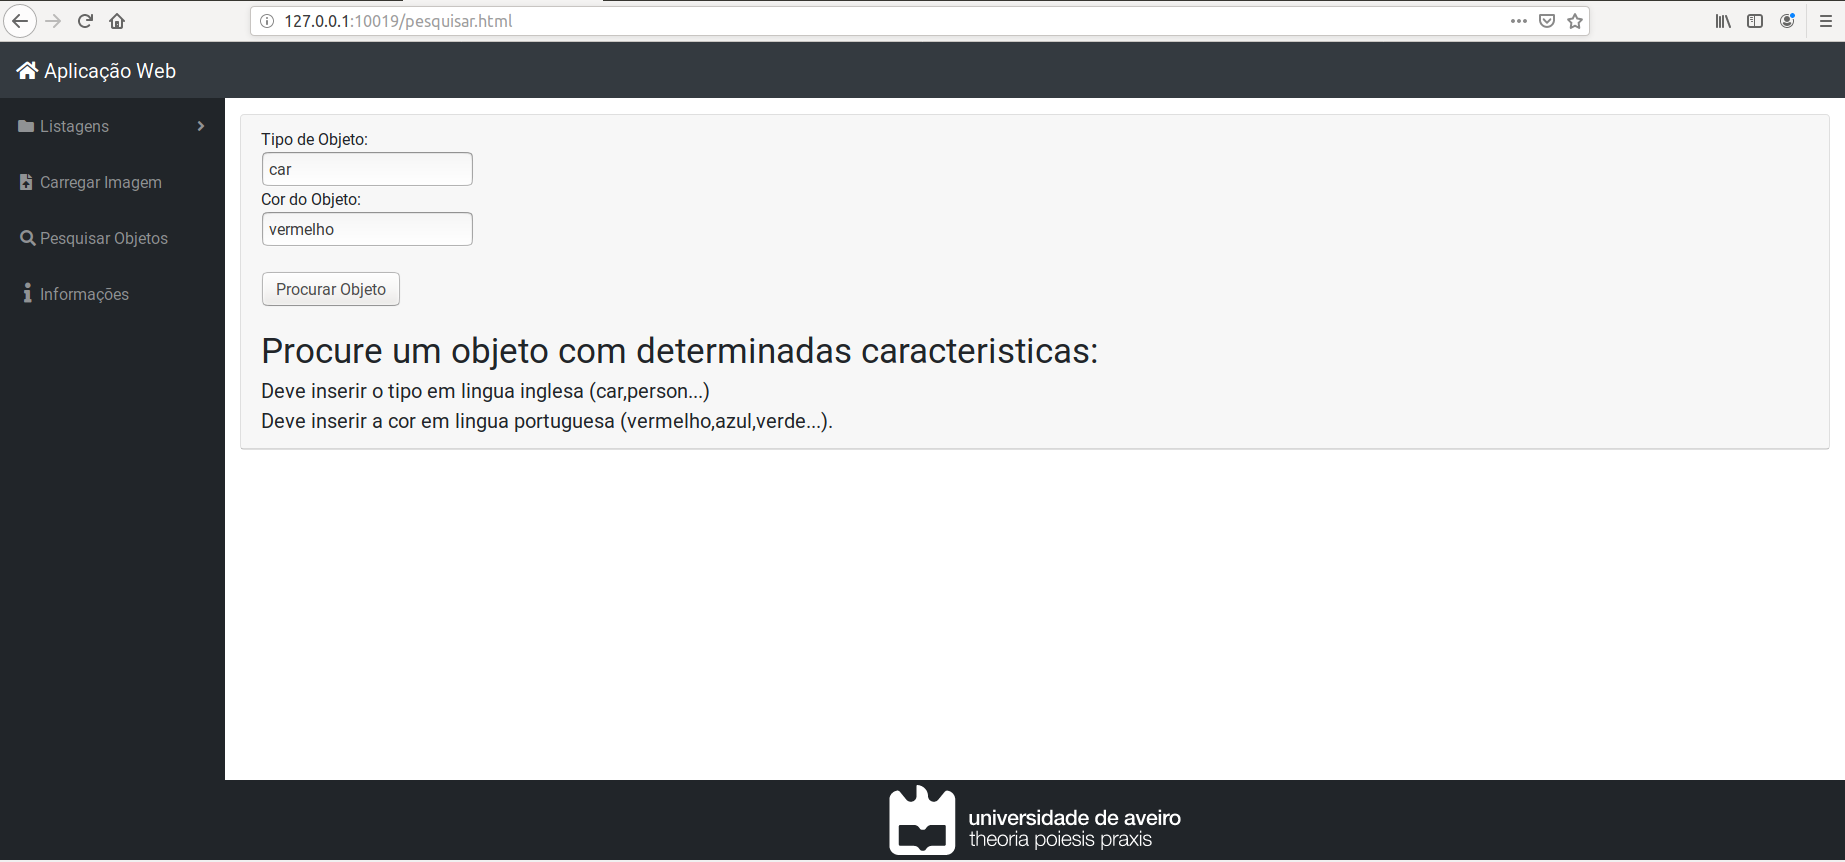 127.0.0.1:10019/pesquisar.html
Aplicação Web
Listagens
Carregar Imagem
Pesquisar Objetos
Informações
Tipo de Objeto:
car
Cor do Objeto:
vermelho
Procurar Objeto
Procure um objeto com determinadas caracteristicas:
Deve inserir o tipo em lingua inglesa (car,person...)
Deve inserir a cor em lingua portuguesa (vermelho,azul,verde...).
universidade de aveiro
theoria poiesis praxis